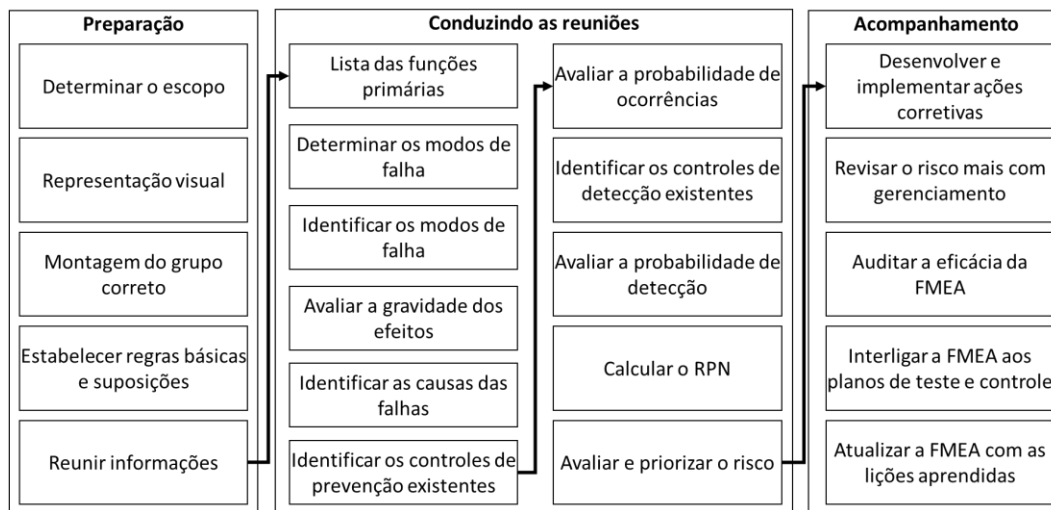 Preparação
Determinar o escopo
Representação visual
Montagem do grupo
correto
Estabelecer regras básicas
e suposições
Reunir informações
Conduzindo as reuniões
Lista das funções
primárias
Determinar os modos de
falha
Identificar os modos de
falha
Avaliar a gravidade dos
efeitos
Identificar as causas das
falhas
Identificar os controles de
prevenção existentes
Avaliar a probabilidade de
ocorrências
Identificar os controles de
detecção existentes
Avaliar a probabilidade de
detecção
Calcular o RPN
Avaliar e priorizar o risco
Acompanhamento
Desenvolver e
implementar ações
corretivas
Revisar o risco mais com
gerenciamento
Auditar a eficácia da
FMEA
Interligar a FMEA aos
planos de teste e controle
Atualizar a FMEA com as
lições aprendidas